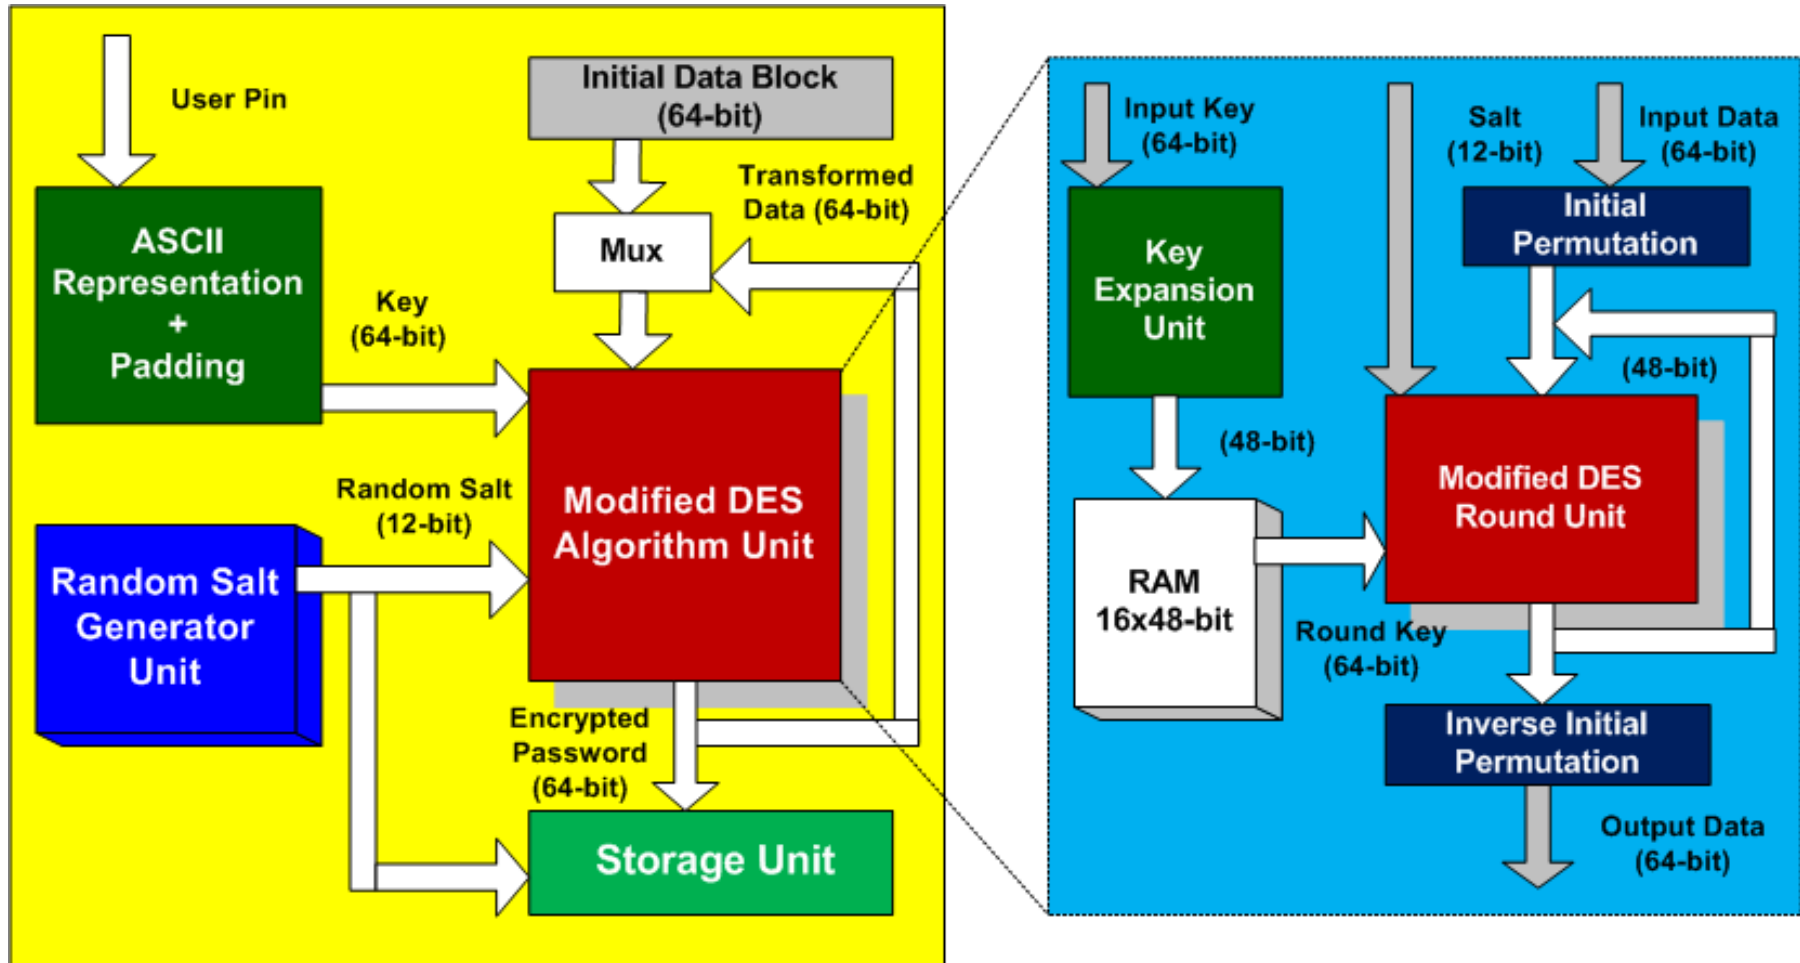 User Pin
Initial Data Block
(64-bit)
Transformed
Data (64-bit)
Mux
ASCII
Representation
+
Padding
Key
(64-bit)
Random Salt
(12-bit)
Modified DES
Algorithm Unit
Random Salt
Generator
Unit
Encrypted
Password
(64-bit)
Storage Unit
Input Key
(64-bit)
Salt
(12-bit)
Input Data
(64-bit)
Initial
Permutation
Key
Expansion
Unit
(48-bit)
(48-bit)
Modified DES
Round Unit
RAM
16x48-bit
Round Key
(64-bit)
Inverse Initial
Permutation
Output Data
(64-bit)